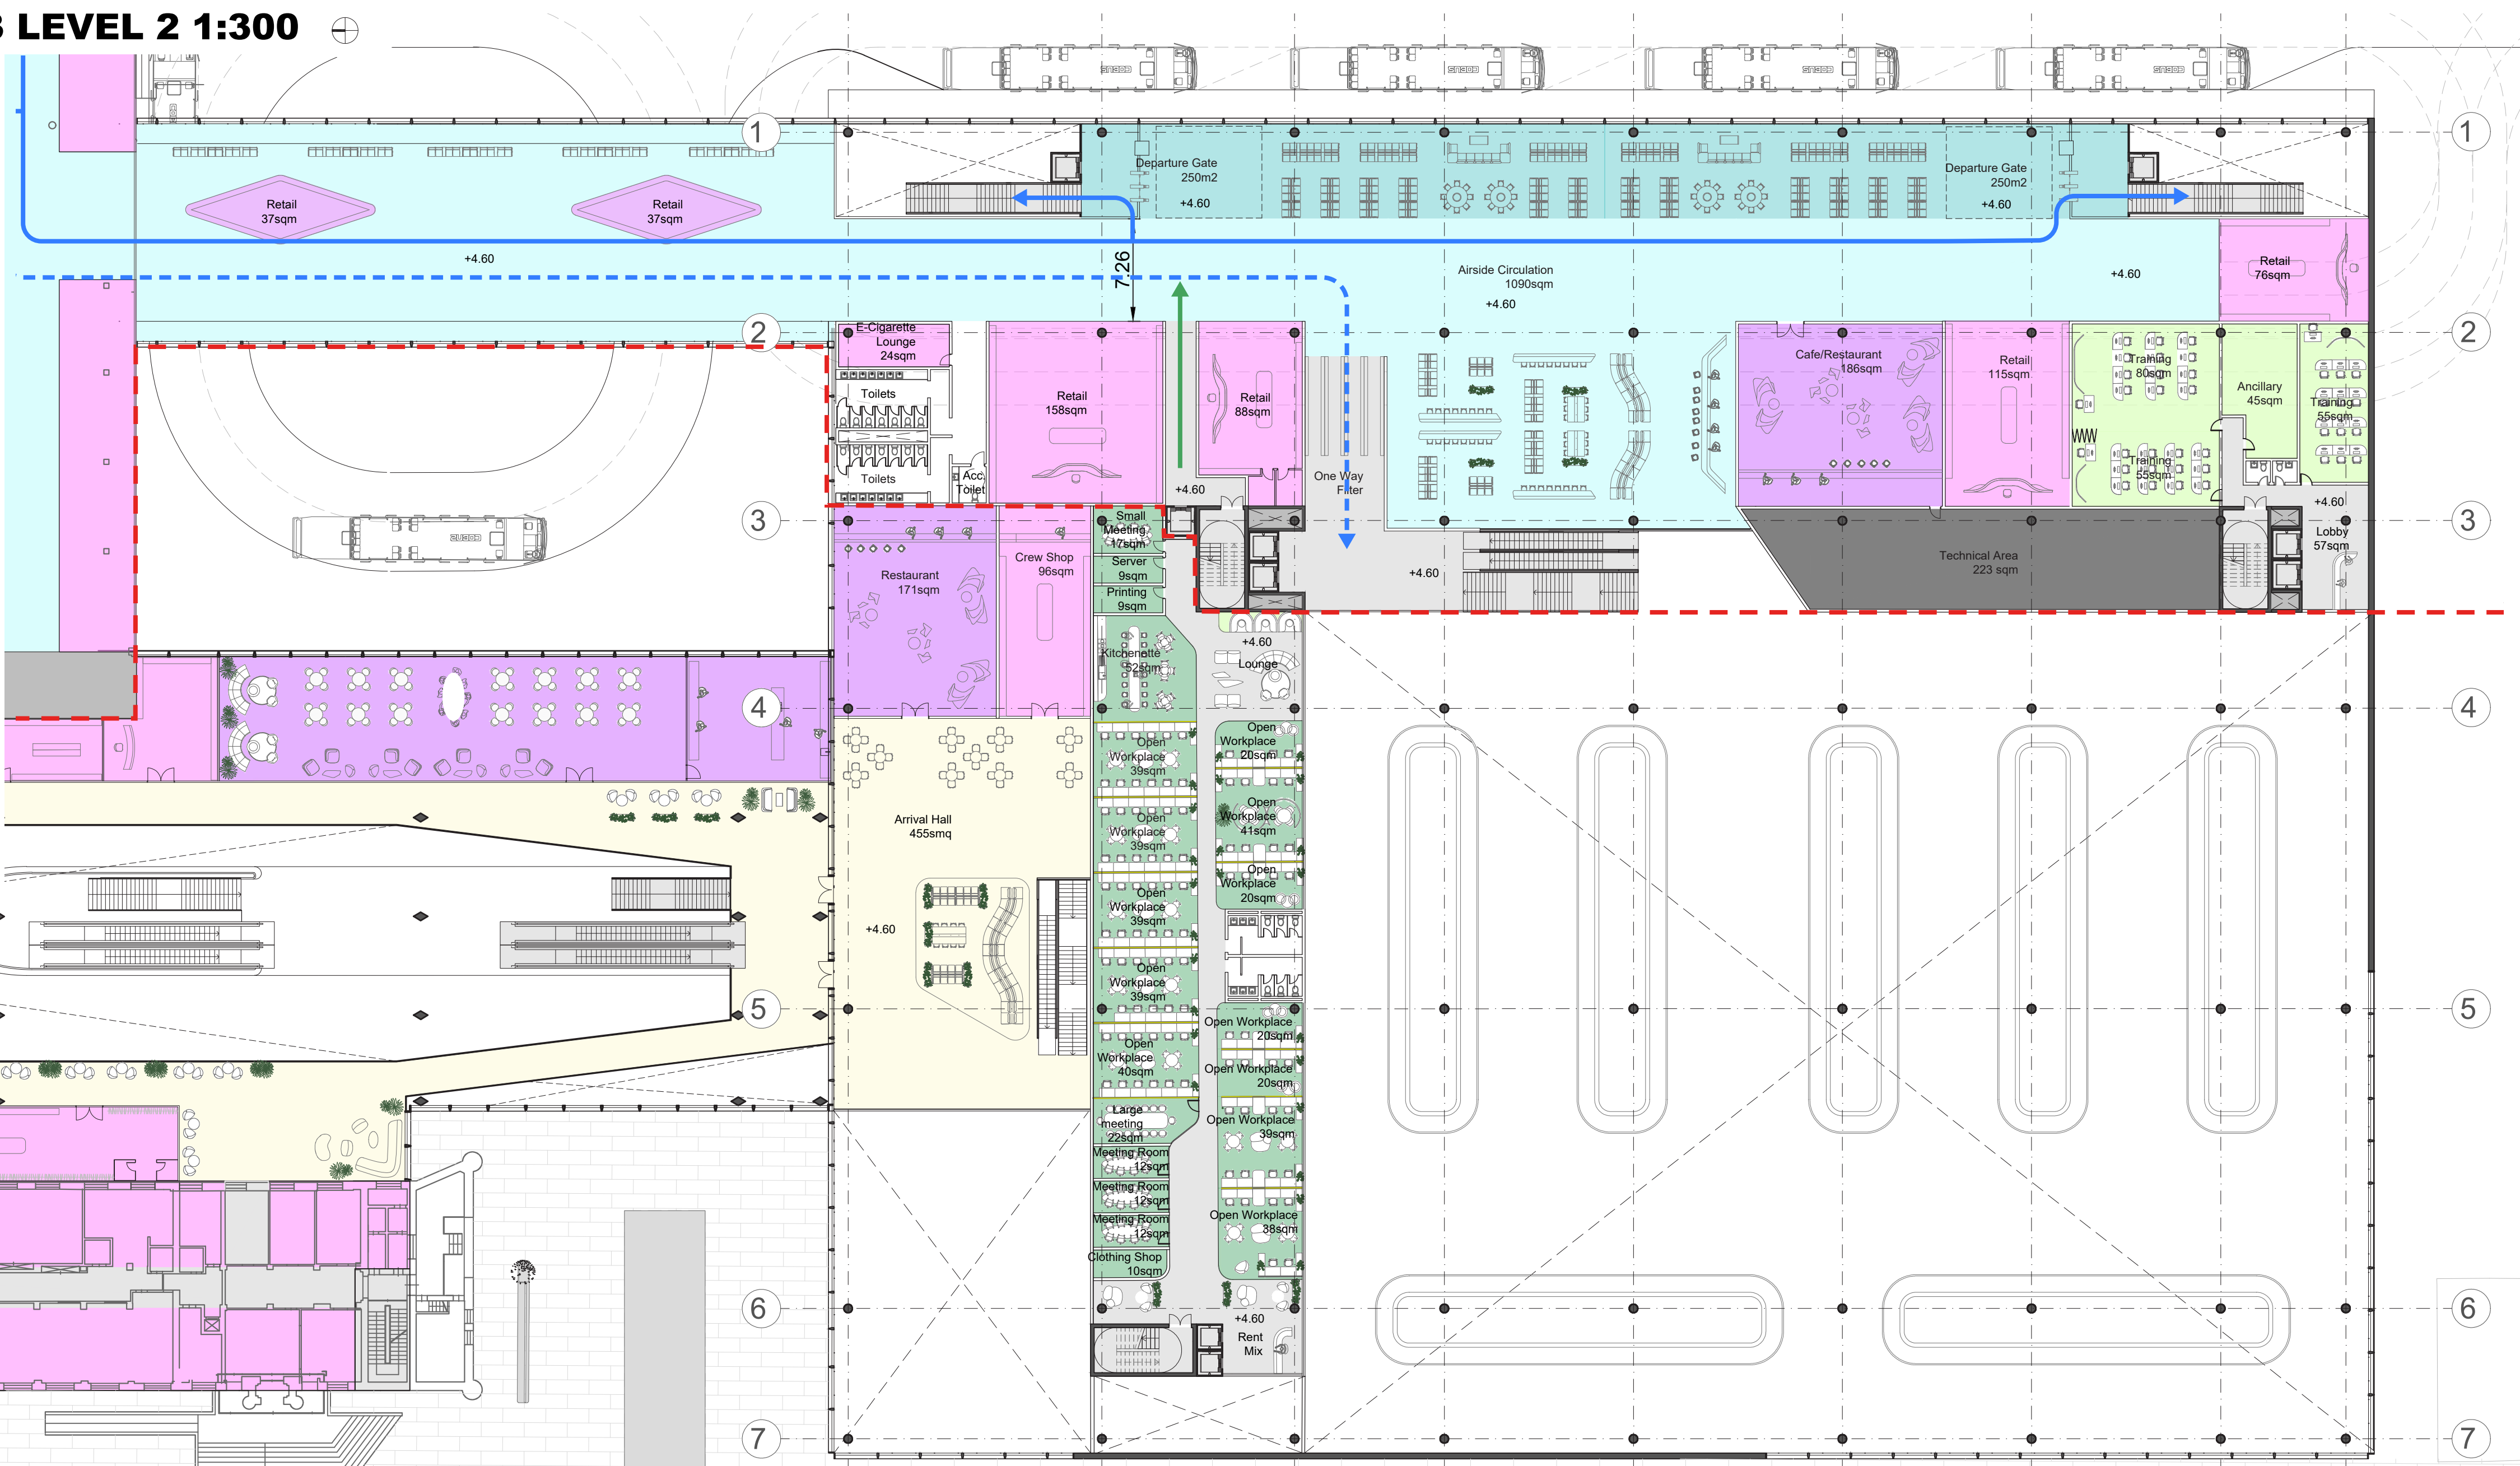 LEVEL 2 1:300
1
1
Departure Gate
250m2
+4.60
Departure Gate
250m2
+4.60
Retail
37sqm
Retail
37sqm
+4.60
7.26
Airside Circulation
1090sqm
+4.60
+4.60
Retail
76sqm
2
2
E-Cigarette
Lounge
24sqm
Toilets
Toilets
Acc.
Toilet
Retail
158sqm
+4.60
Retail
88sqm
One Way
Filter
Cafe/Restaurant
186sqm
Retail
115sqm
Training
80sqm
Training
55sqm
Ancillary
45sqm
Training
55sqm
+4.60
Lobby
57sqm
3
3
Small
Meeting
17sqm
Server
9sqm
Printing
9sqm
Restaurant
171sqm
Crew Shop
96sqm
+4.60
Technical Area
223 sqm
Kitchenette
52sqm
+4.60
Lounge
4
4
Open
Workplace
39sqm
Open
Workplace
20sqm
Open
Workplace
39sqm
Open
Workplace
41sqm
Open
Workplace
39sqm
Open
Workplace
20sqm
Arrival Hall
455smq
+4.60
Open
Workplace
39sqm
5
5
Open Workplace
20sqm
Open
Workplace
40sqm
Open Workplace
20sqm
Large
meeting
22sqm
Open Workplace
39sqm
Meeting Room
12sqm
Meeting Room
12sqm
Meeting Room
12sqm
Open Workplace
38sqm
Clothing Shop
10sqm
6
6
+4.60
Rent
Mix
7
7